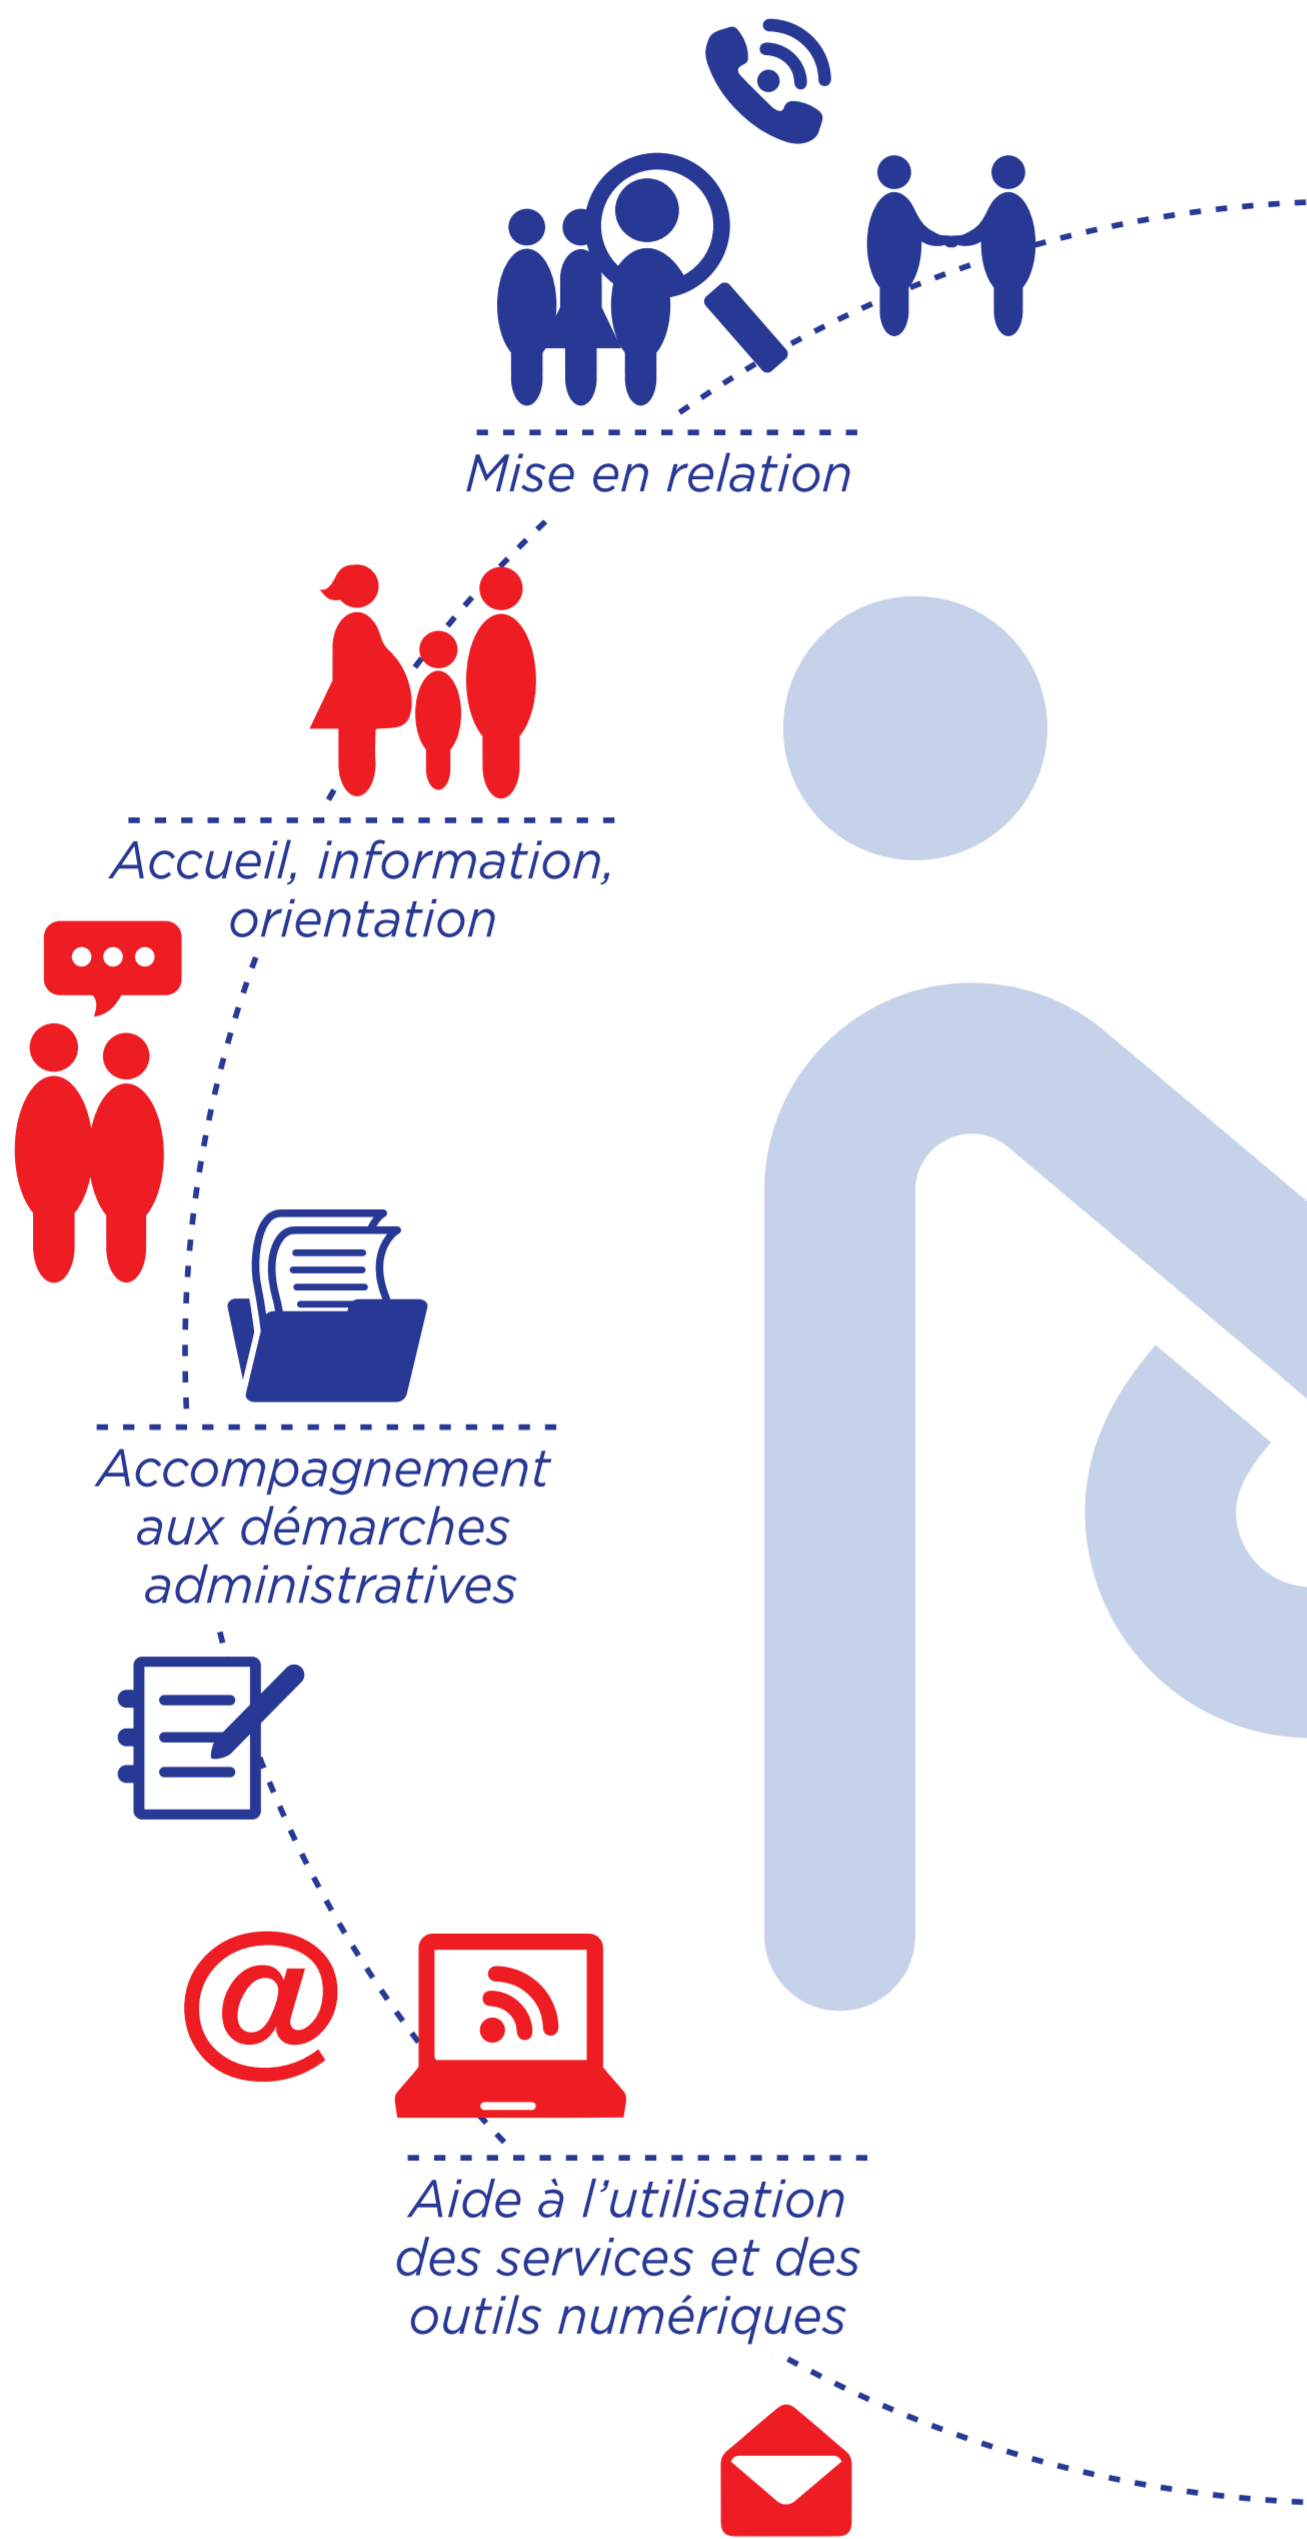 Mise en relation
Accueil, information,
orientation
Accompagnement
aux démarches
administratives
@
Aide à l’utilisation
des services et des
outils numériques